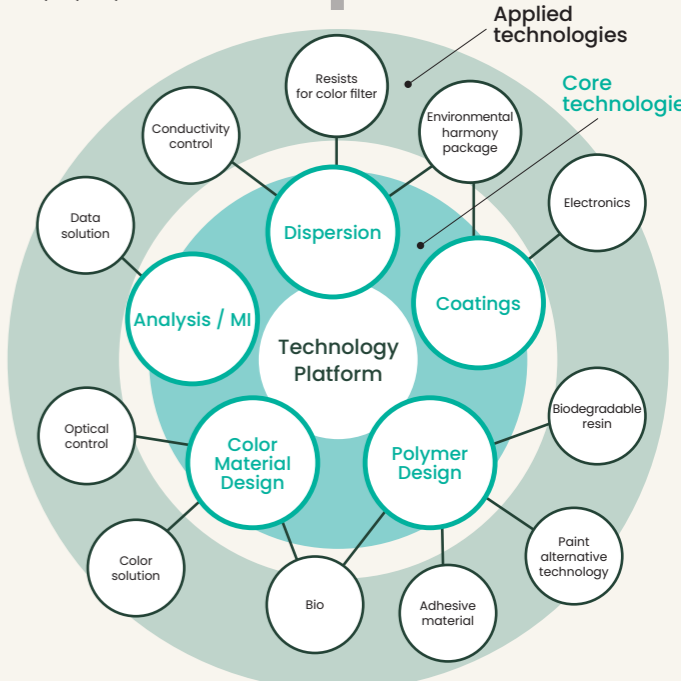 Applied
technologies
Core
technologie
Resists
for color filter
Environmental
harmony
package
Conductivity
control
Electronics
Data
solution
Dispersion
Coatings
Analysis / MI
Technology
Platform
Biodegradable
resin
Optical
control
Color
Material
Design
Polymer
Design
Paint
alternative
technology
Color
solution
Bio
Adhesive
material